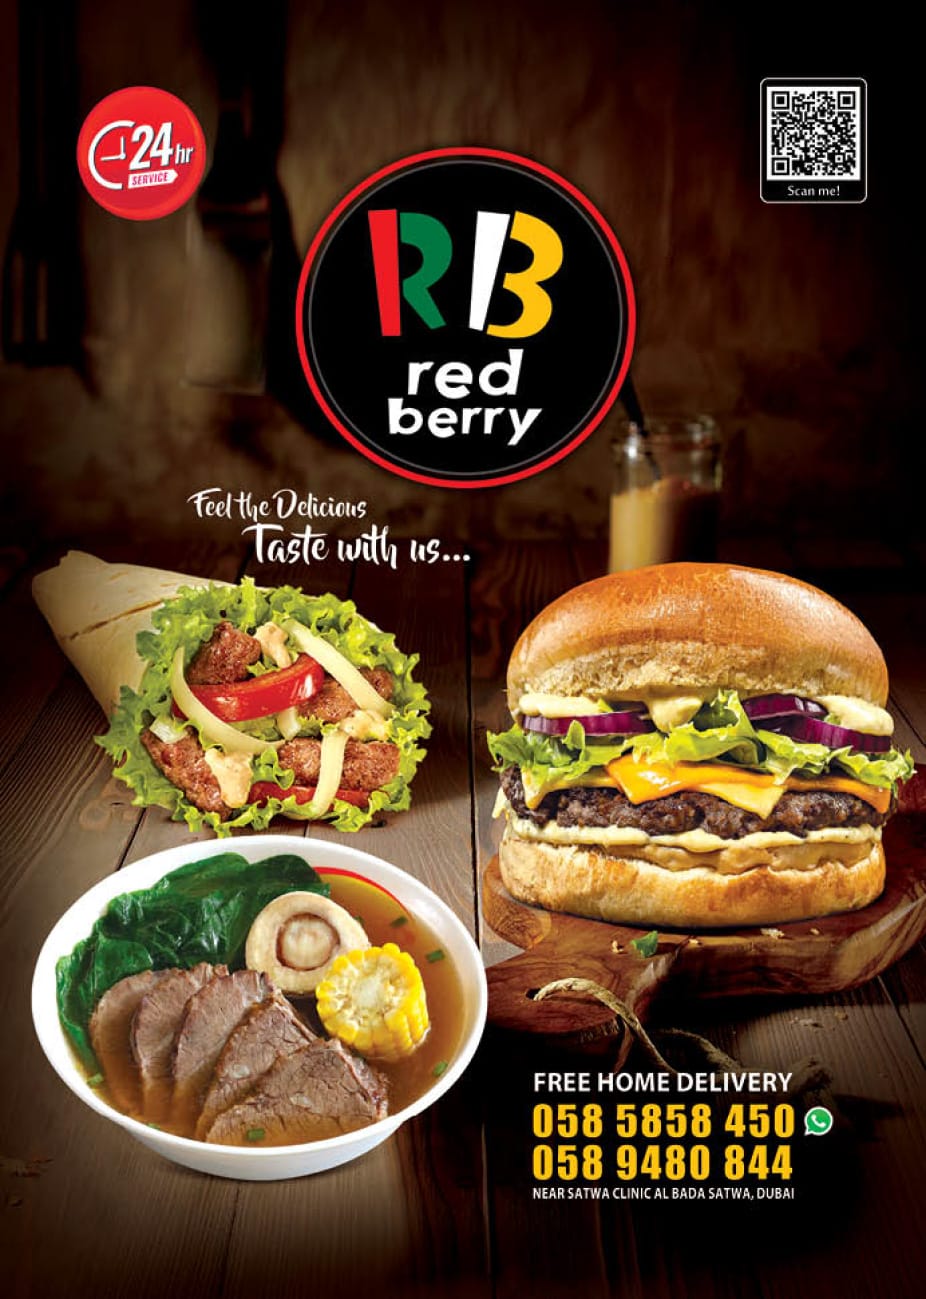 24hr
SERVICE
Scan me!
RB
red
berry
Feel the Delicious
Taste with us...
FREE HOME DELIVERY
058 5858 450
058 9480 844
NEAR SATWA CLINIC AL BADA SATWA, DUBAI